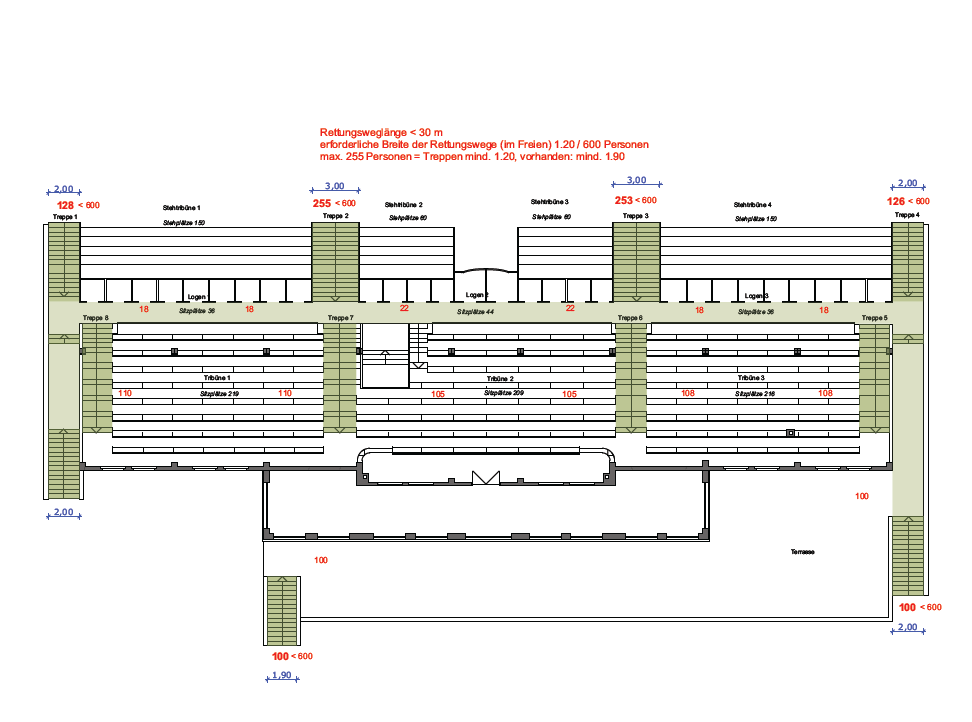 Rettungsweglänge < 30 m
erforderliche Breite der Rettungswege (im Freien) 1.20 / 600 Personen
max. 255 Personen = Treppen mind. 1.20, vorhanden: mind. 1.90
2,00
3,00
3,00
2,00
128 < 600
Treppe 1
Stehtribüne 1
Stehplätze 150
255 < 600
Treppe 2
Stehtribüne 2
Stehplätze 60
Stehtribüne 3
Stehplätze 60
253 < 600
Treppe 3
Stehtribüne 4
Stehplätze 150
126 < 600
Treppe 4
Logen
Sitzplätze 36
18
18
Logen 2
Sitzplätze 44
22
22
Logen 3
Sitzplätze 36
18
18
Treppe 8
Treppe 7
Treppe 6
Treppe 5
Tribüne 1
110
Sitzplätze 219
110
Tribüne 2
105
Sitzplätze 209
105
Tribüne 3
108
Sitzplätze 216
108
2,00
100
Terrasse
100
100 < 600
2,00
100 < 600
1,90